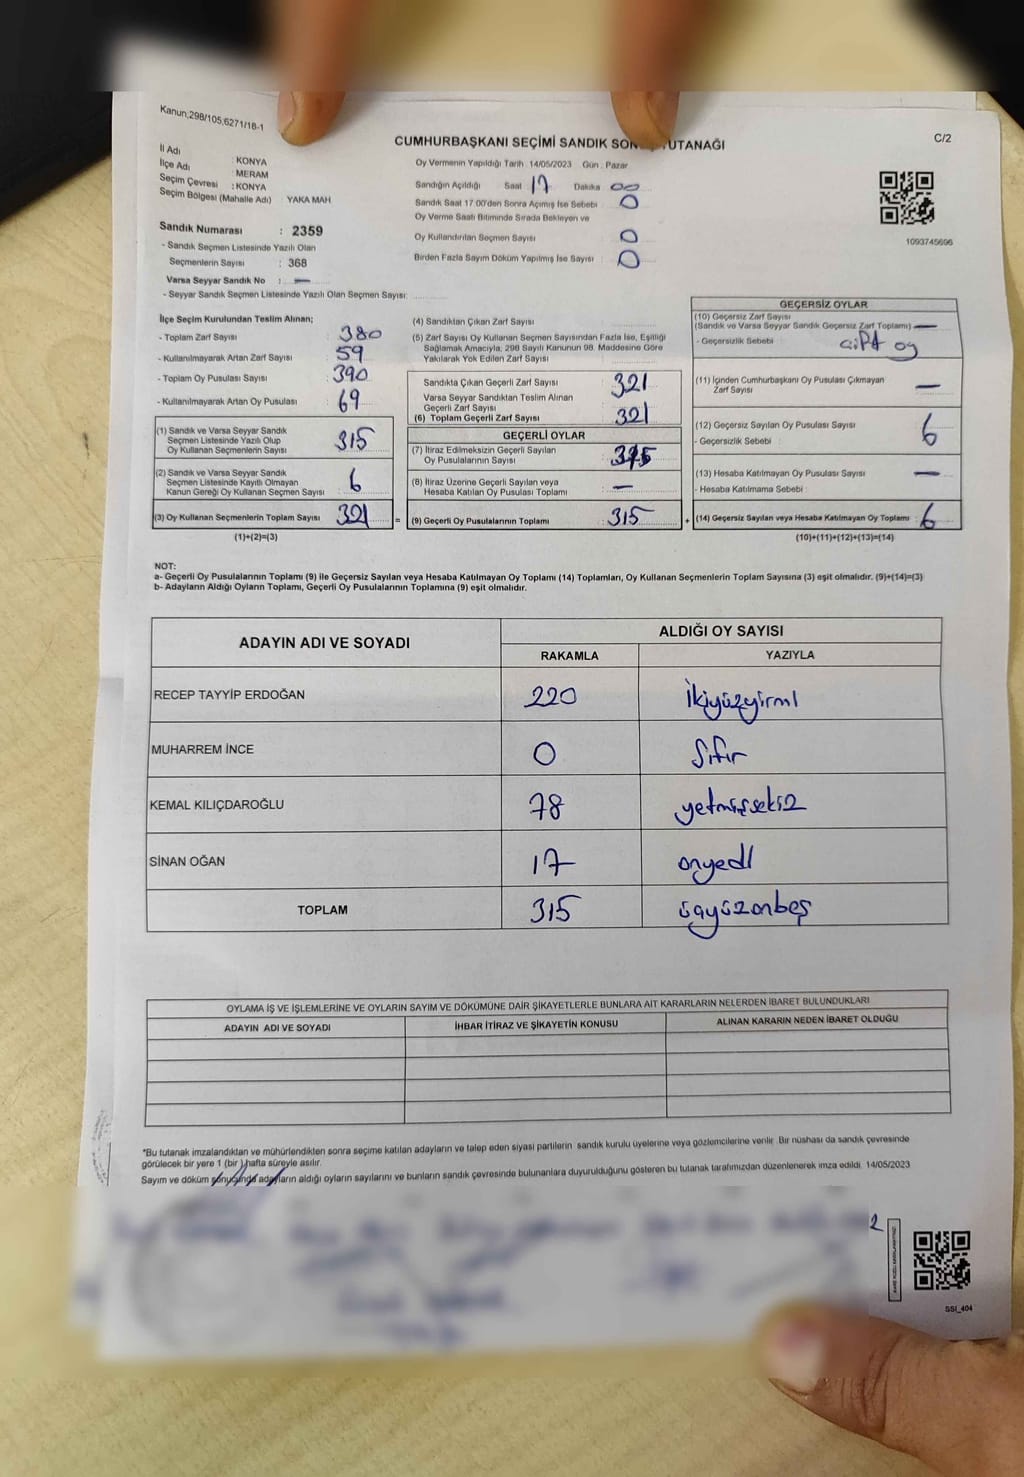 Kanun;298/105,6271/18-1
CUMHURBAŞKANI SEÇİMİ SANDIK SON UTANAĞI
C/2
İl Adı : KONYA
İlçe Adı : MERAM
Seçim Çevresi : KONYA
Seçim Bölgesi (Mahalle Adı) : YAKA MAH
Sandık Numarası : 2359
- Sandık Seçmen Listesinde Yazılı Olan
Seçmenlerin Sayısı : 368
Varsa Seyyar Sandık No : —
- Seyyar Sandık Seçmen Listesinde Yazılı Olan Seçmen Sayısı:
Oy Vermenin Yapıldığı Tarih : 14/05/2023 Gün : Pazar
Sandığın Açıldığı Saat 17 Dakika 00
Sandık Saat 17:00'den Sonra Açımış İse Sebebi : 0
Oy Verme Saati Bitiminde Sırada Bekleyen ve
Oy Kullandırılan Seçmen Sayısı : 0
Birden Fazla Sayım Döküm Yapılmış İse Sayısı : 0
1093745696
İlçe Seçim Kurulundan Teslim Alınan;
- Toplam Zarf Sayısı : 380
- Kullanılmayarak Artan Zarf Sayısı : 59
- Toplam Oy Pusulası Sayısı : 390
- Kullanılmayarak Artan Oy Pusulası : 69
(1) Sandık ve Varsa Seyyar Sandık
Seçmen Listesinde Yazılı Olup
Oy Kullanan Seçmenlerin Sayısı : 315
(2) Sandık ve Varsa Seyyar Sandık
Seçmen Listesinde Kayıtlı Olmayan
Kanun Gereği Oy Kullanan Seçmen Sayısı : 6
(3) Oy Kullanan Seçmenlerin Toplam Sayısı : 321
(1)+(2)=(3)
(4) Sandıktan Çıkan Zarf Sayısı :
(5) Zarf Sayısı Oy Kullanan Seçmen Sayısından Fazla İse, Eşitliği
Sağlamak Amacıyla, 298 Sayılı Kanunun 98. Maddesine Göre
Yakılarak Yok Edilen Zarf Sayısı :
Sandıkta Çıkan Geçerli Zarf Sayısı : 321
Varsa Seyyar Sandıktan Teslim Alınan
Geçerli Zarf Sayısı :
(6) Toplam Geçerli Zarf Sayısı : 321
GEÇERLİ OYLAR
(7) İtiraz Edilmeksizin Geçerli Sayılan
Oy Pusulalarının Sayısı :
(8) İtiraz Üzerine Geçerli Sayılan veya
Hesaba Katılan Oy Pusulası Toplamı : —
= (9) Geçerli Oy Pusulalarının Toplamı : 315
GEÇERSİZ OYLAR
(10) Geçersiz Zarf Sayısı
(Sandık ve Varsa Seyyar Sandık Geçersiz Zarf Toplamı) : —
- Geçersizlik Sebebi : çift oy
(11) İçinden Cumhurbaşkanı Oy Pusulası Çıkmayan
Zarf Sayısı : —
(12) Geçersiz Sayılan Oy Pusulası Sayısı : 6
- Geçersizlik Sebebi :
(13) Hesaba Katılmayan Oy Pusulası Sayısı : —
- Hesaba Katılmama Sebebi :
+ (14) Geçersiz Sayılan veya Hesaba Katılmayan Oy Toplamı : 6
(10)+(11)+(12)+(13)=(14)
NOT:
a- Geçerli Oy Pusulalarının Toplamı (9) ile Geçersiz Sayılan veya Hesaba Katılmayan Oy Toplamı (14) Toplamları, Oy Kullanan Seçmenlerin Toplam Sayısına (3) eşit olmalıdır. (9)+(14)=(3)
b- Adayların Aldığı Oyların Toplamı, Geçerli Oy Pusulalarının Toplamına (9) eşit olmalıdır.
ADAYIN ADI VE SOYADI
ALDIĞI OY SAYISI
RAKAMLA YAZIYLA
RECEP TAYYİP ERDOĞAN 220 ikiyüzyirmi
MUHARREM İNCE 0 sıfır
KEMAL KILIÇDAROĞLU 78 yetmişsekiz
SİNAN OĞAN 17 onyedi
TOPLAM 315 üçyüzonbeş
OYLAMA İŞ VE İŞLEMLERİNE VE OYLARIN SAYIM VE DÖKÜMÜNE DAİR ŞİKAYETLERLE BUNLARA AİT KARARLARIN NELERDEN İBARET BULUNDUKLARI
ADAYIN ADI VE SOYADI İHBAR İTİRAZ VE ŞİKAYETİN KONUSU ALINAN KARARIN NEDEN İBARET OLDUĞU
*Bu tutanak imzalandıktan ve mühürlendikten sonra seçime katılan adayların ve talep eden siyasi partilerin sandık kurulu üyelerine veya gözlemcilerine verilir. Bir nüshası da sandık çevresinde
görülecek bir yere 1 (bir) hafta süreyle asılır.
Sayım ve döküm sonucunda adayların aldığı oyların sayılarını ve bunların sandık çevresinde bulunanlara duyurulduğunu gösteren bu tutanak tarafımızdan düzenlenerek imza edildi. 14/05/2023
2
SSI_404